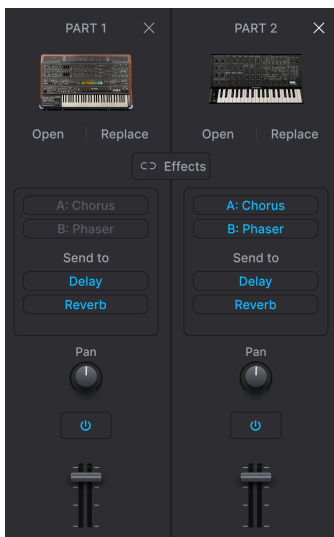 PART 1
PART 2
Open Replace
Open Replace
Effects
A: Chorus
B: Phaser
Send to
Delay
Reverb
Pan
A: Chorus
B: Phaser
Send to
Delay
Reverb
Pan